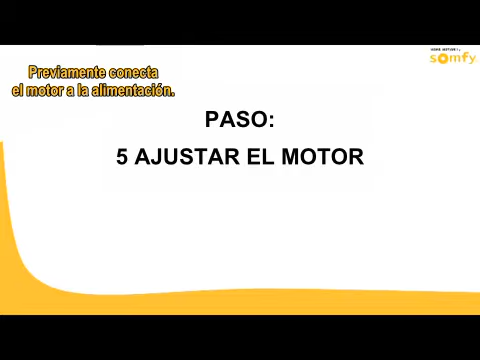 somfy
Previamente conecta
el motor a la alimentación.
PASO:
5 AJUSTAR EL MOTOR